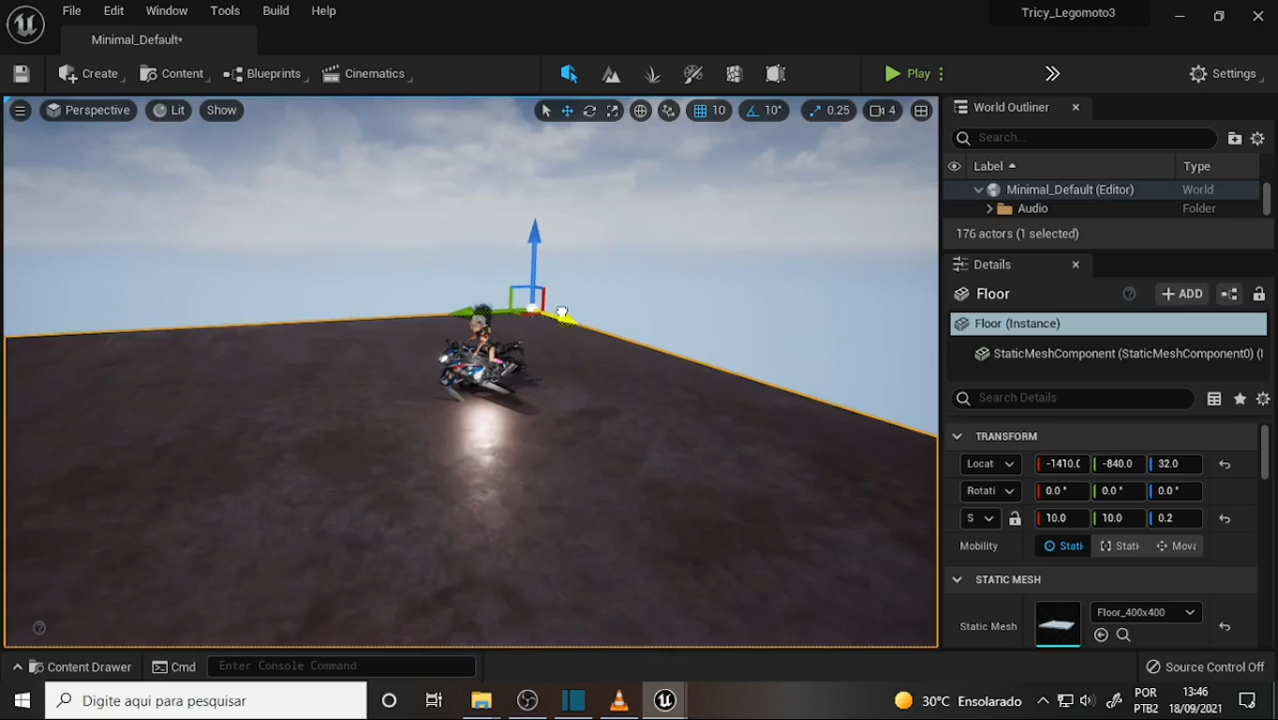 File Edit Window Tools Build Help
Tricy_Legomoto3
Minimal_Default•
Create Content Blueprints Cinematics Play Settings
Perspective Lit Show 10 10° 0.25 4
World Outliner
Search...
Label Type
Minimal_Default (Editor) World
Audio Folder
176 actors (1 selected)
Details
Floor + ADD
Floor (Instance)
StaticMeshComponent (StaticMeshComponent0) (I
Search Details
TRANSFORM
Locat -1410.0 -840.0 32.0
Rotati 0.0 ° 0.0 ° 0.0 °
S 10.0 10.0 0.2
Mobility Stati Stati Mova
STATIC MESH
Static Mesh Floor_400x400
Content Drawer Cmd Enter Console Command Source Control Off
Digite aqui para pesquisar 30°C Ensolarado POR 13:46
PTB2 18/09/2021